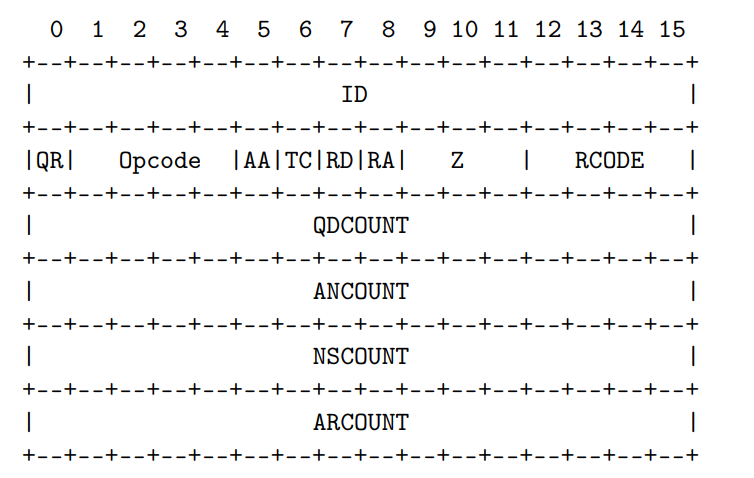 0 1 2 3 4 5 6 7 8 9 10 11 12 13 14 15
+--+--+--+--+--+--+--+--+--+--+--+--+--+--+--+--+
| ID |
+--+--+--+--+--+--+--+--+--+--+--+--+--+--+--+--+
|QR| Opcode |AA|TC|RD|RA| Z | RCODE |
+--+--+--+--+--+--+--+--+--+--+--+--+--+--+--+--+
| QDCOUNT |
+--+--+--+--+--+--+--+--+--+--+--+--+--+--+--+--+
| ANCOUNT |
+--+--+--+--+--+--+--+--+--+--+--+--+--+--+--+--+
| NSCOUNT |
+--+--+--+--+--+--+--+--+--+--+--+--+--+--+--+--+
| ARCOUNT |
+--+--+--+--+--+--+--+--+--+--+--+--+--+--+--+--+